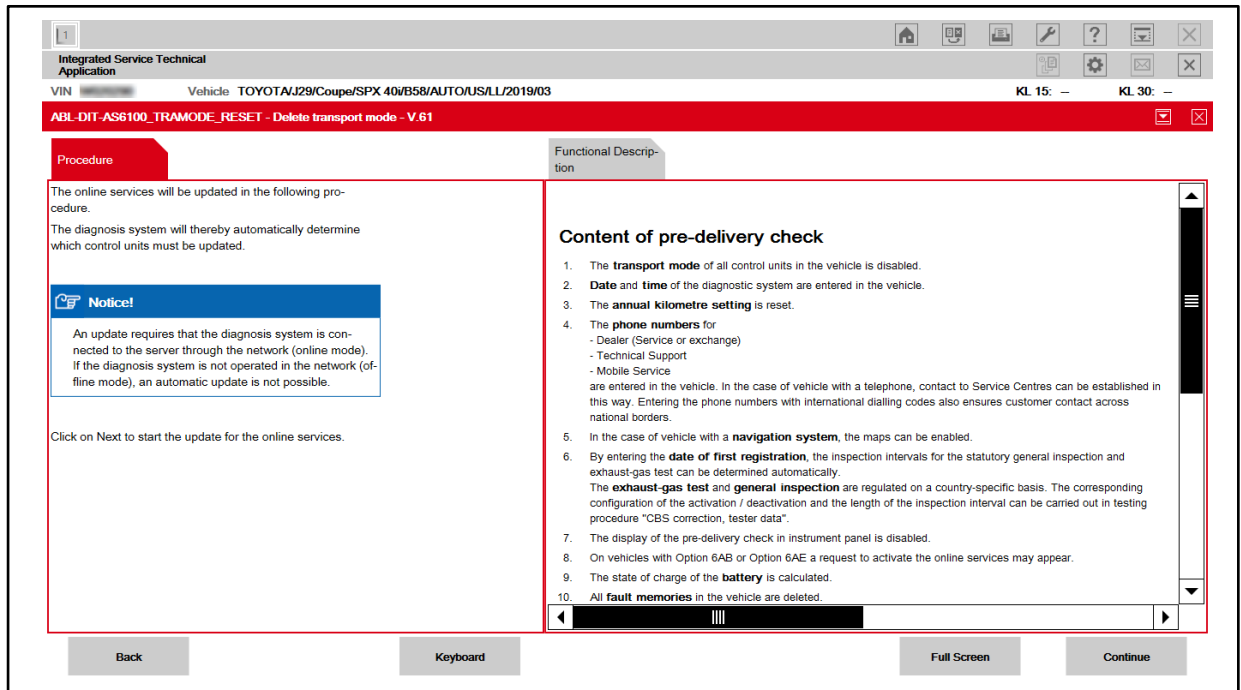 1
Integrated Service Technical
Application
VIN
Vehicle TOYOTA/J29/Coupe/SPX 40i/B58/AUTO/US/LL/2019/03
KL 15: --
KL 30: --
ABL-DIT-AS6100_TRAMODE_RESET - Delete transport mode - V.61
Procedure
The online services will be updated in the following pro-
cedure.
The diagnosis system will thereby automatically determine
which control units must be updated.
Notice!
An update requires that the diagnosis system is con-
nected to the server through the network (online mode).
If the diagnosis system is not operated in the network (of-
fline mode), an automatic update is not possible.
Click on Next to start the update for the online services.
Functional Descrip-
tion
Content of pre-delivery check
1. The transport mode of all control units in the vehicle is disabled.
2. Date and time of the diagnostic system are entered in the vehicle.
3. The annual kilometre setting is reset.
4. The phone numbers for
- Dealer (Service or exchange)
- Technical Support
- Mobile Service
are entered in the vehicle. In the case of vehicle with a telephone, contact to Service Centres can be established in
this way. Entering the phone numbers with international dialling codes also ensures customer contact across
national borders.
5. In the case of vehicle with a navigation system, the maps can be enabled.
6. By entering the date of first registration, the inspection intervals for the statutory general inspection and
exhaust-gas test can be determined automatically.
The exhaust-gas test and general inspection are regulated on a country-specific basis. The corresponding
configuration of the activation / deactivation and the length of the inspection interval can be carried out in testing
procedure "CBS correction, tester data".
7. The display of the pre-delivery check in instrument panel is disabled.
8. On vehicles with Option 6AB or Option 6AE a request to activate the online services may appear.
9. The state of charge of the battery is calculated.
10. All fault memories in the vehicle are deleted.
Back
Keyboard
Full Screen
Continue